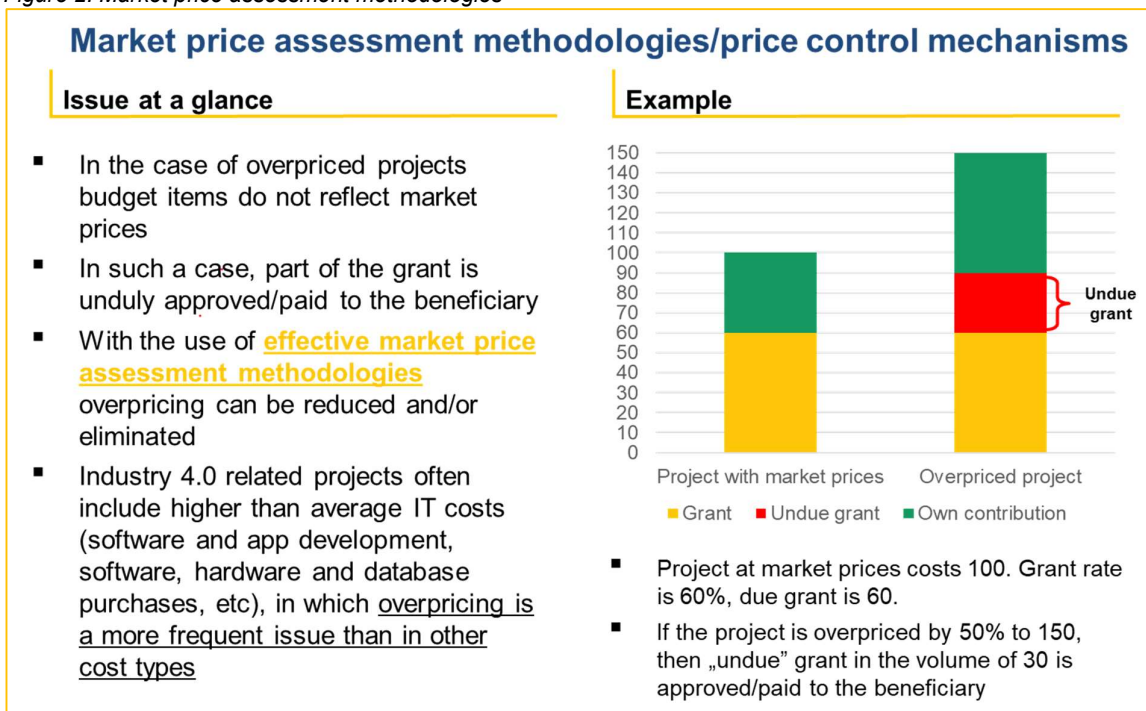 Figure 2. Market price assessment methodologies
Market price assessment methodologies/price control mechanisms
Issue at a glance
▪ In the case of overpriced projects
budget items do not reflect market
prices
▪ In such a case, part of the grant is
unduly approved/paid to the beneficiary
▪ With the use of effective market price
assessment methodologies
overpricing can be reduced and/or
eliminated
▪ Industry 4.0 related projects often
include higher than average IT costs
(software and app development,
software, hardware and database
purchases, etc), in which overpricing is
a more frequent issue than in other
cost types
Example
150
140
130
120
110
100
90
80
70
60
50
40
30
20
10
0
Undue
grant
Project with market prices
Overpriced project
Grant
Undue grant
Own contribution
▪ Project at market prices costs 100. Grant rate
is 60%, due grant is 60.
▪ If the project is overpriced by 50% to 150,
then „undue” grant in the volume of 30 is
approved/paid to the beneficiary